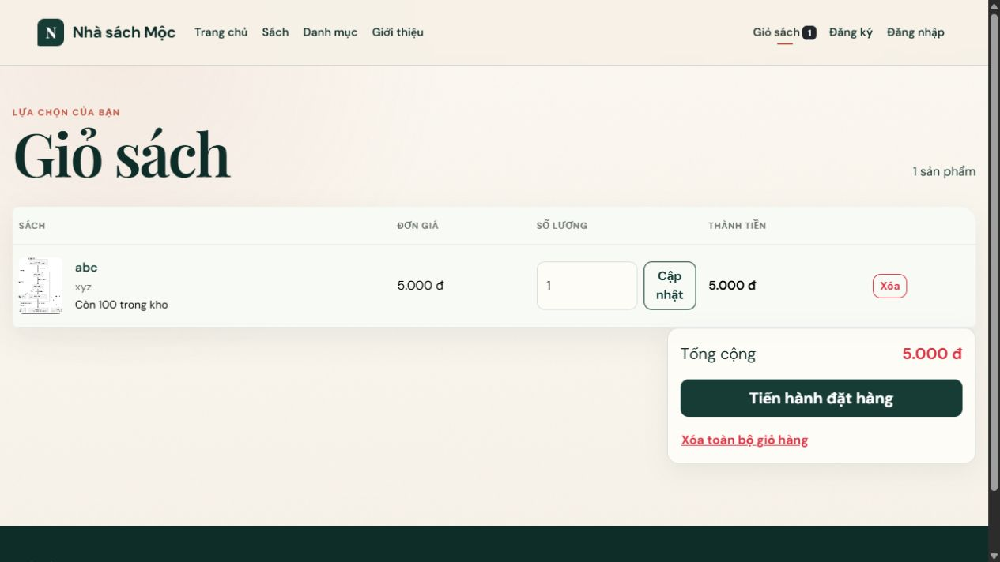 N Nhà sách Mộc Trang chủ Sách Danh mục Giới thiệu Giỏ sách 1 Đăng ký Đăng nhập
LỰA CHỌN CỦA BẠN
Giỏ sách
1 sản phẩm
SÁCH ĐƠN GIÁ SỐ LƯỢNG THÀNH TIỀN
abc
xyz
Còn 100 trong kho
5.000 đ
1
Cập
nhật
5.000 đ
Xóa
Tổng cộng 5.000 đ
Tiến hành đặt hàng
Xóa toàn bộ giỏ hàng